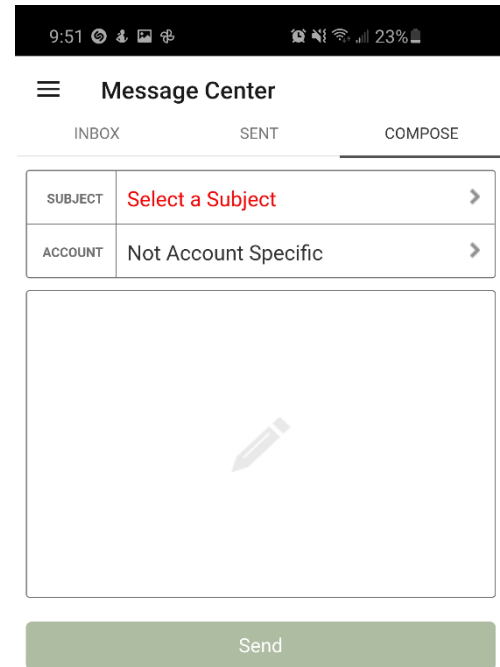 9:51 23%
Message Center
INBOX SENT COMPOSE
SUBJECT Select a Subject
ACCOUNT Not Account Specific
Send